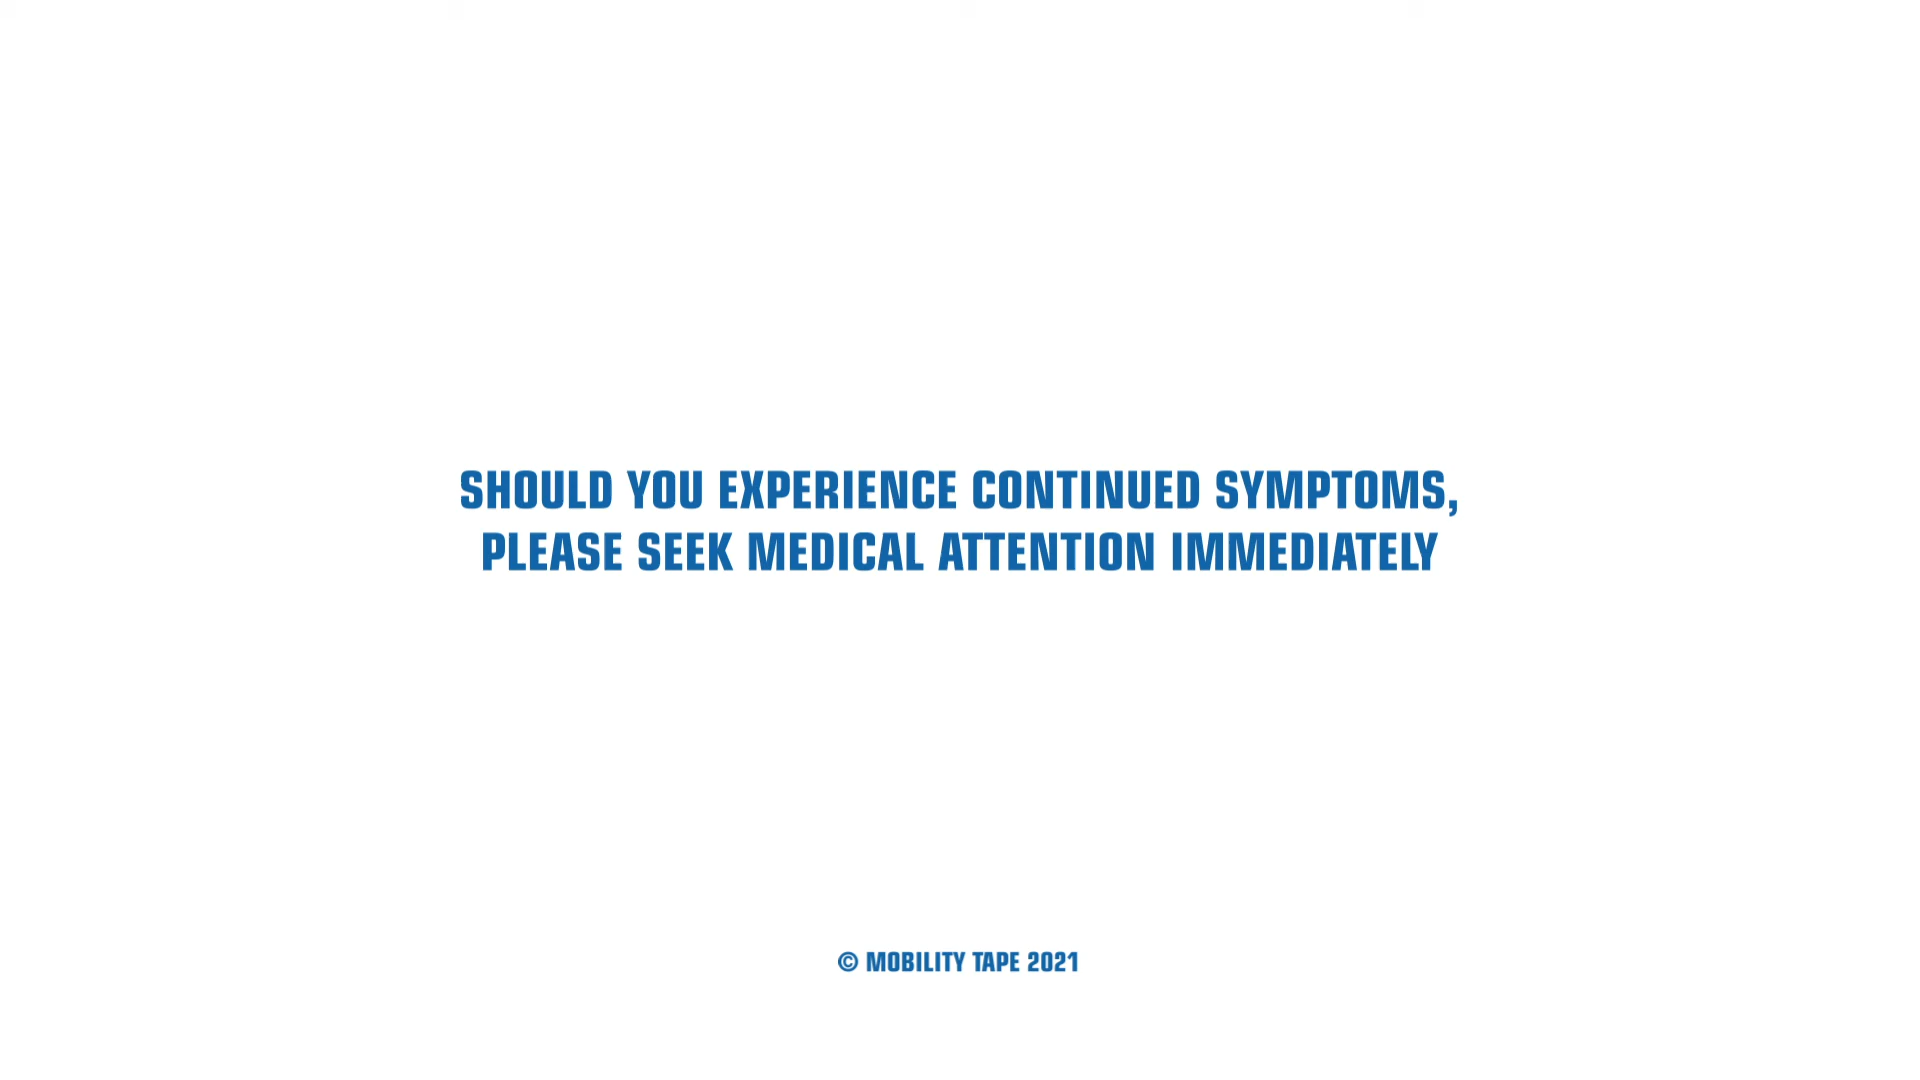 SHOULD YOU EXPERIENCE CONTINUED SYMPTOMS,
PLEASE SEEK MEDICAL ATTENTION IMMEDIATELY
© MOBILITY TAPE 2021